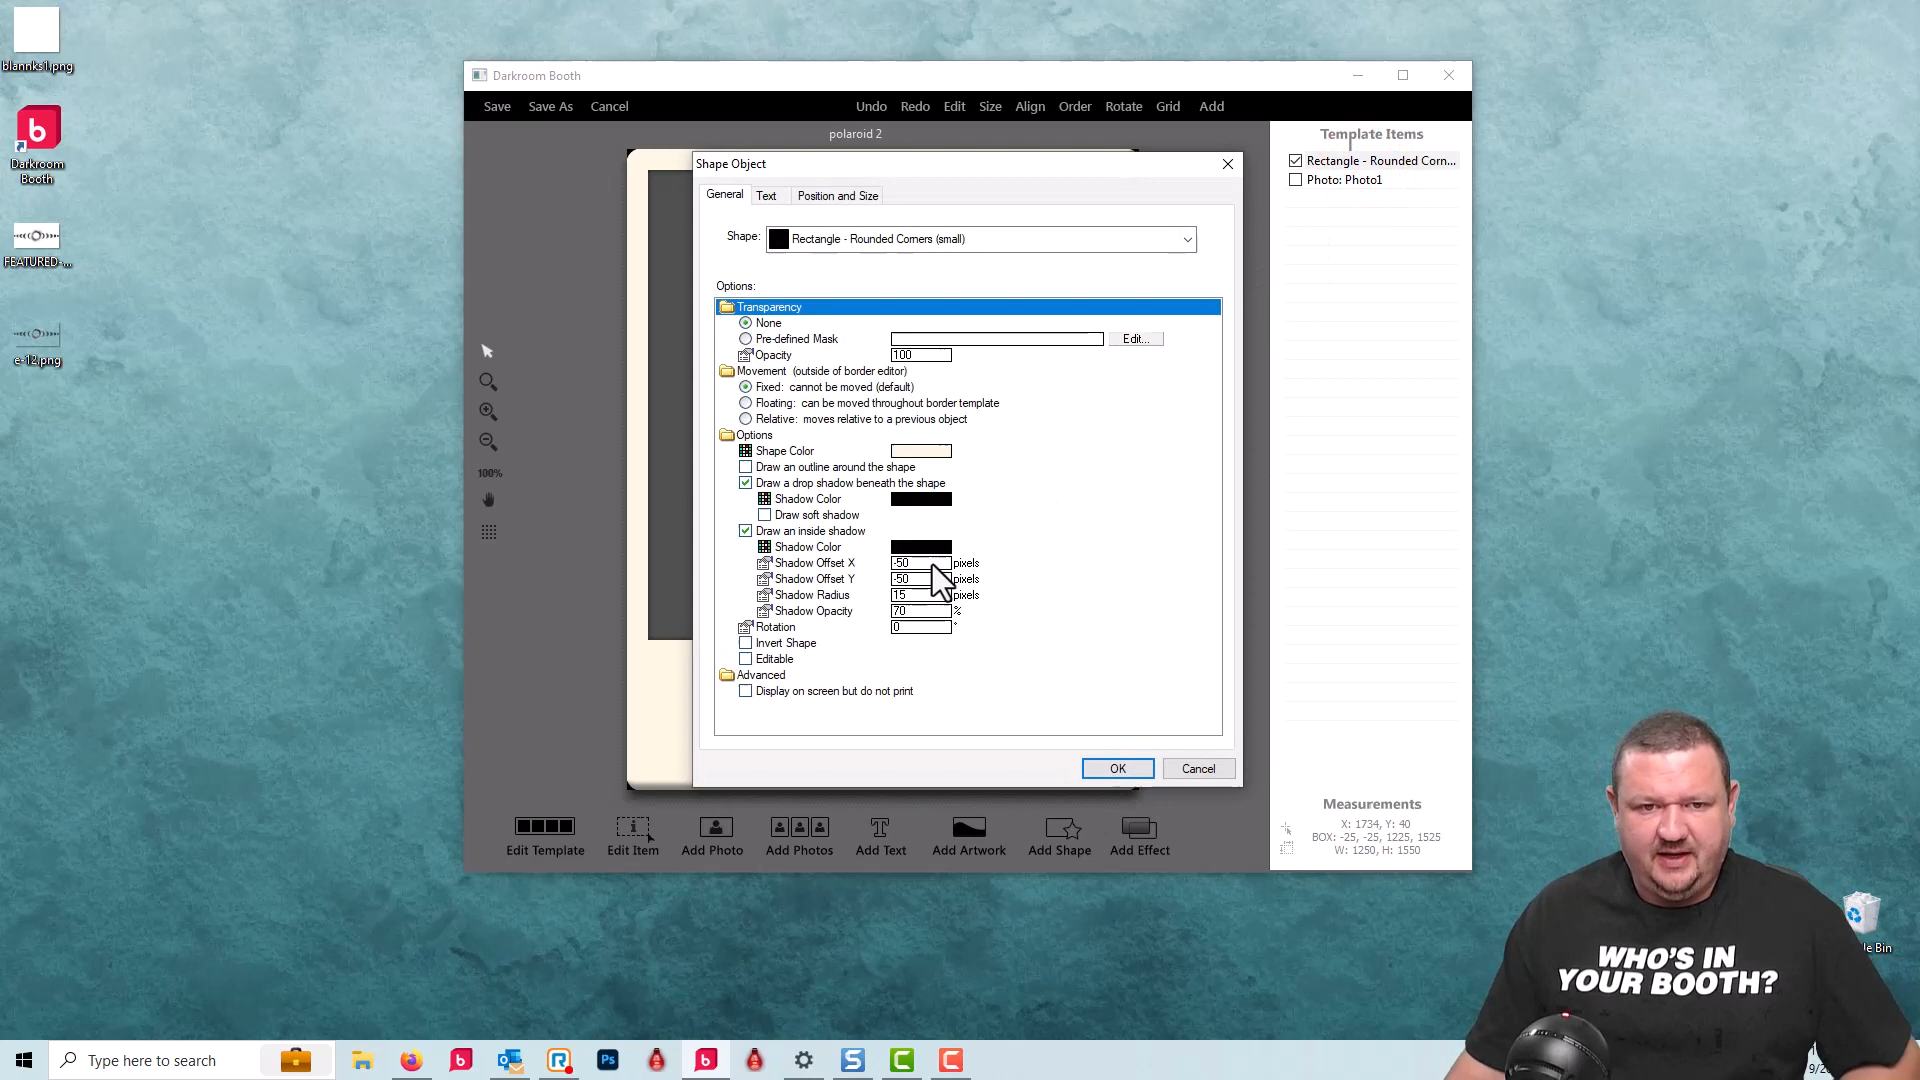 blannks1.png
Darkroom
Booth
FEATURED-...
e-12.png
Darkroom Booth
Save Save As Cancel Undo Redo Edit Size Align Order Rotate Grid Add
polaroid 2
100%
Shape Object
General Text Position and Size
Shape: Rectangle - Rounded Corners (small)
Options:
Transparency
None
Pre-defined Mask Edit...
Opacity 100
Movement (outside of border editor)
Fixed: cannot be moved (default)
Floating: can be moved throughout border template
Relative: moves relative to a previous object
Options
Shape Color
Draw an outline around the shape
Draw a drop shadow beneath the shape
Shadow Color
Draw soft shadow
Draw an inside shadow
Shadow Color
Shadow Offset X -50 pixels
Shadow Offset Y -50 pixels
Shadow Radius 15 pixels
Shadow Opacity 70 %
Rotation 0 °
Invert Shape
Editable
Advanced
Display on screen but do not print
OK Cancel
Template Items
Rectangle - Rounded Corn...
Photo: Photo1
Measurements
X: 1734, Y: 40
BOX: -25, -25, 1225, 1525
W: 1250, H: 1550
Edit Template Edit Item Add Photo Add Photos Add Text Add Artwork Add Shape Add Effect
WHO'S IN
YOUR BOOTH?
Bin
Type here to search
Ps